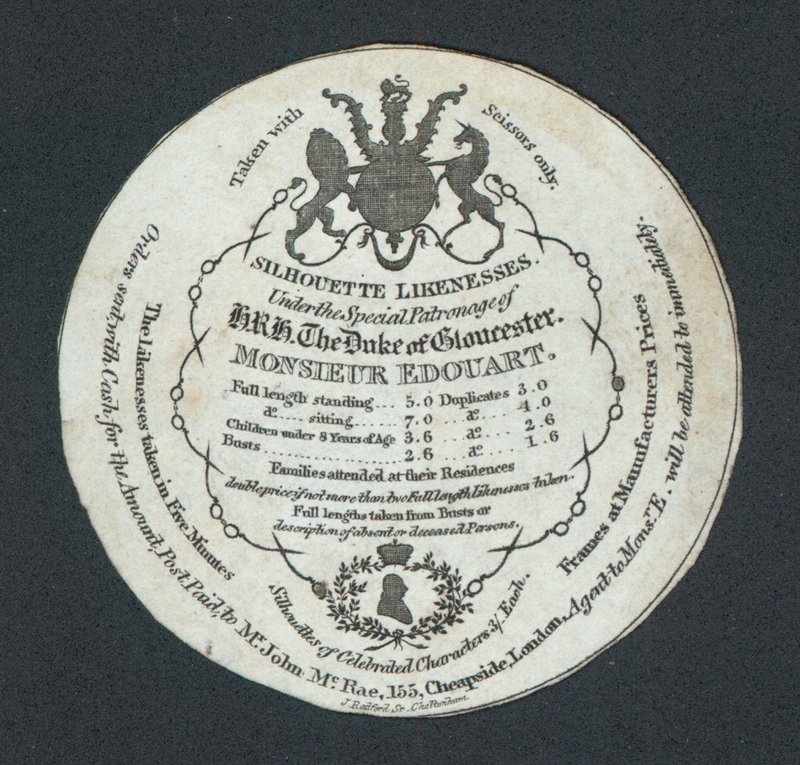 Taken with Scissors only.
SILHOUETTE LIKENESSES.
Under the Special Patronage of
H.R.H. The Duke of Gloucester.
MONSIEUR EDOUART.
Full length standing... 5.0 Duplicates 3.0
do.... sitting....... 7.0 ... do... 4.0
Children under 8 Years of Age 3.6 ... do... 2.6
Busts .................... 2.6 ... do... 1.6
Families attended at their Residences
double price if not more than two Full length Likenesses taken.
Full lengths taken from Busts or
description of absent or deceased Persons.
Silhouettes of Celebrated Characters 3/ Each.
The Likenesses taken in Five Minutes
Frames at Manufacturers Prices
Orders sent, with Cash for the Amount, Post Paid, to Mr. John Mc Rae, 155, Cheapside, London, Agent to Monsr. E. will be attended to immediately.
J. Radford Sc. Cheltenham.